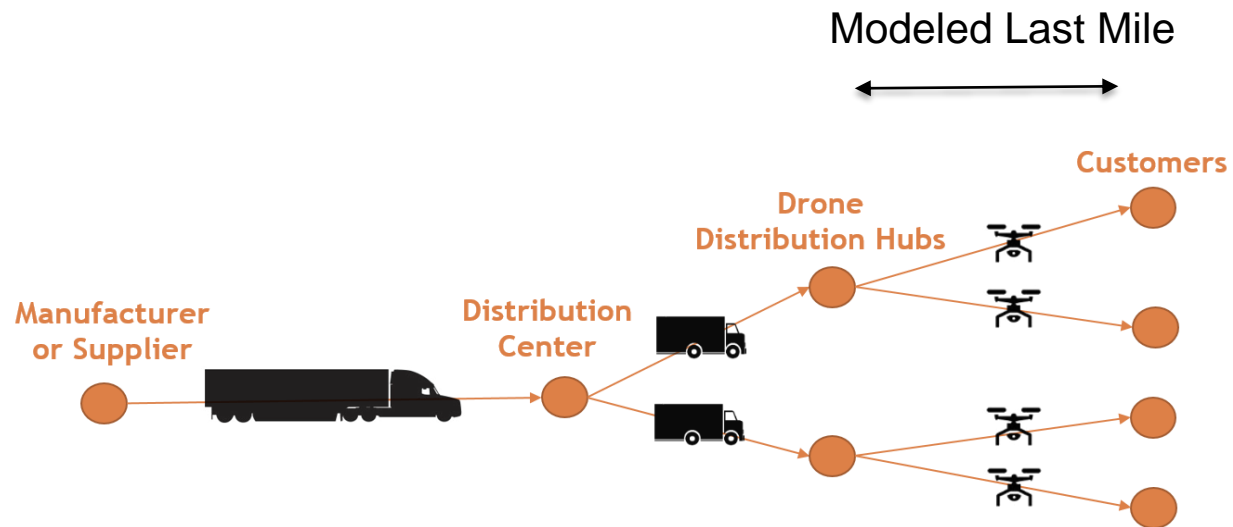 Modeled Last Mile
Customers
Drone
Distribution Hubs
Distribution
Center
Manufacturer
or Supplier